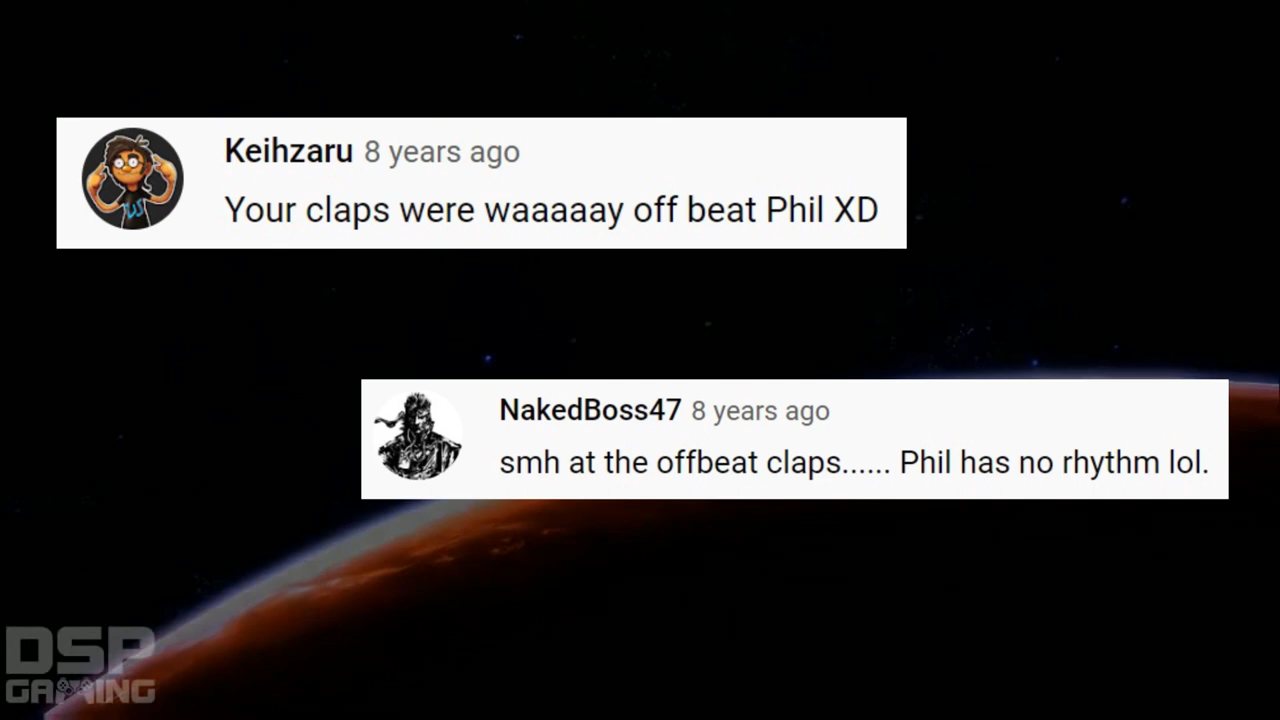 Keihzaru 8 years ago
Your claps were waaaaay off beat Phil XD
NakedBoss47 8 years ago
smh at the offbeat claps...... Phil has no rhythm lol.
DSP
GAMING